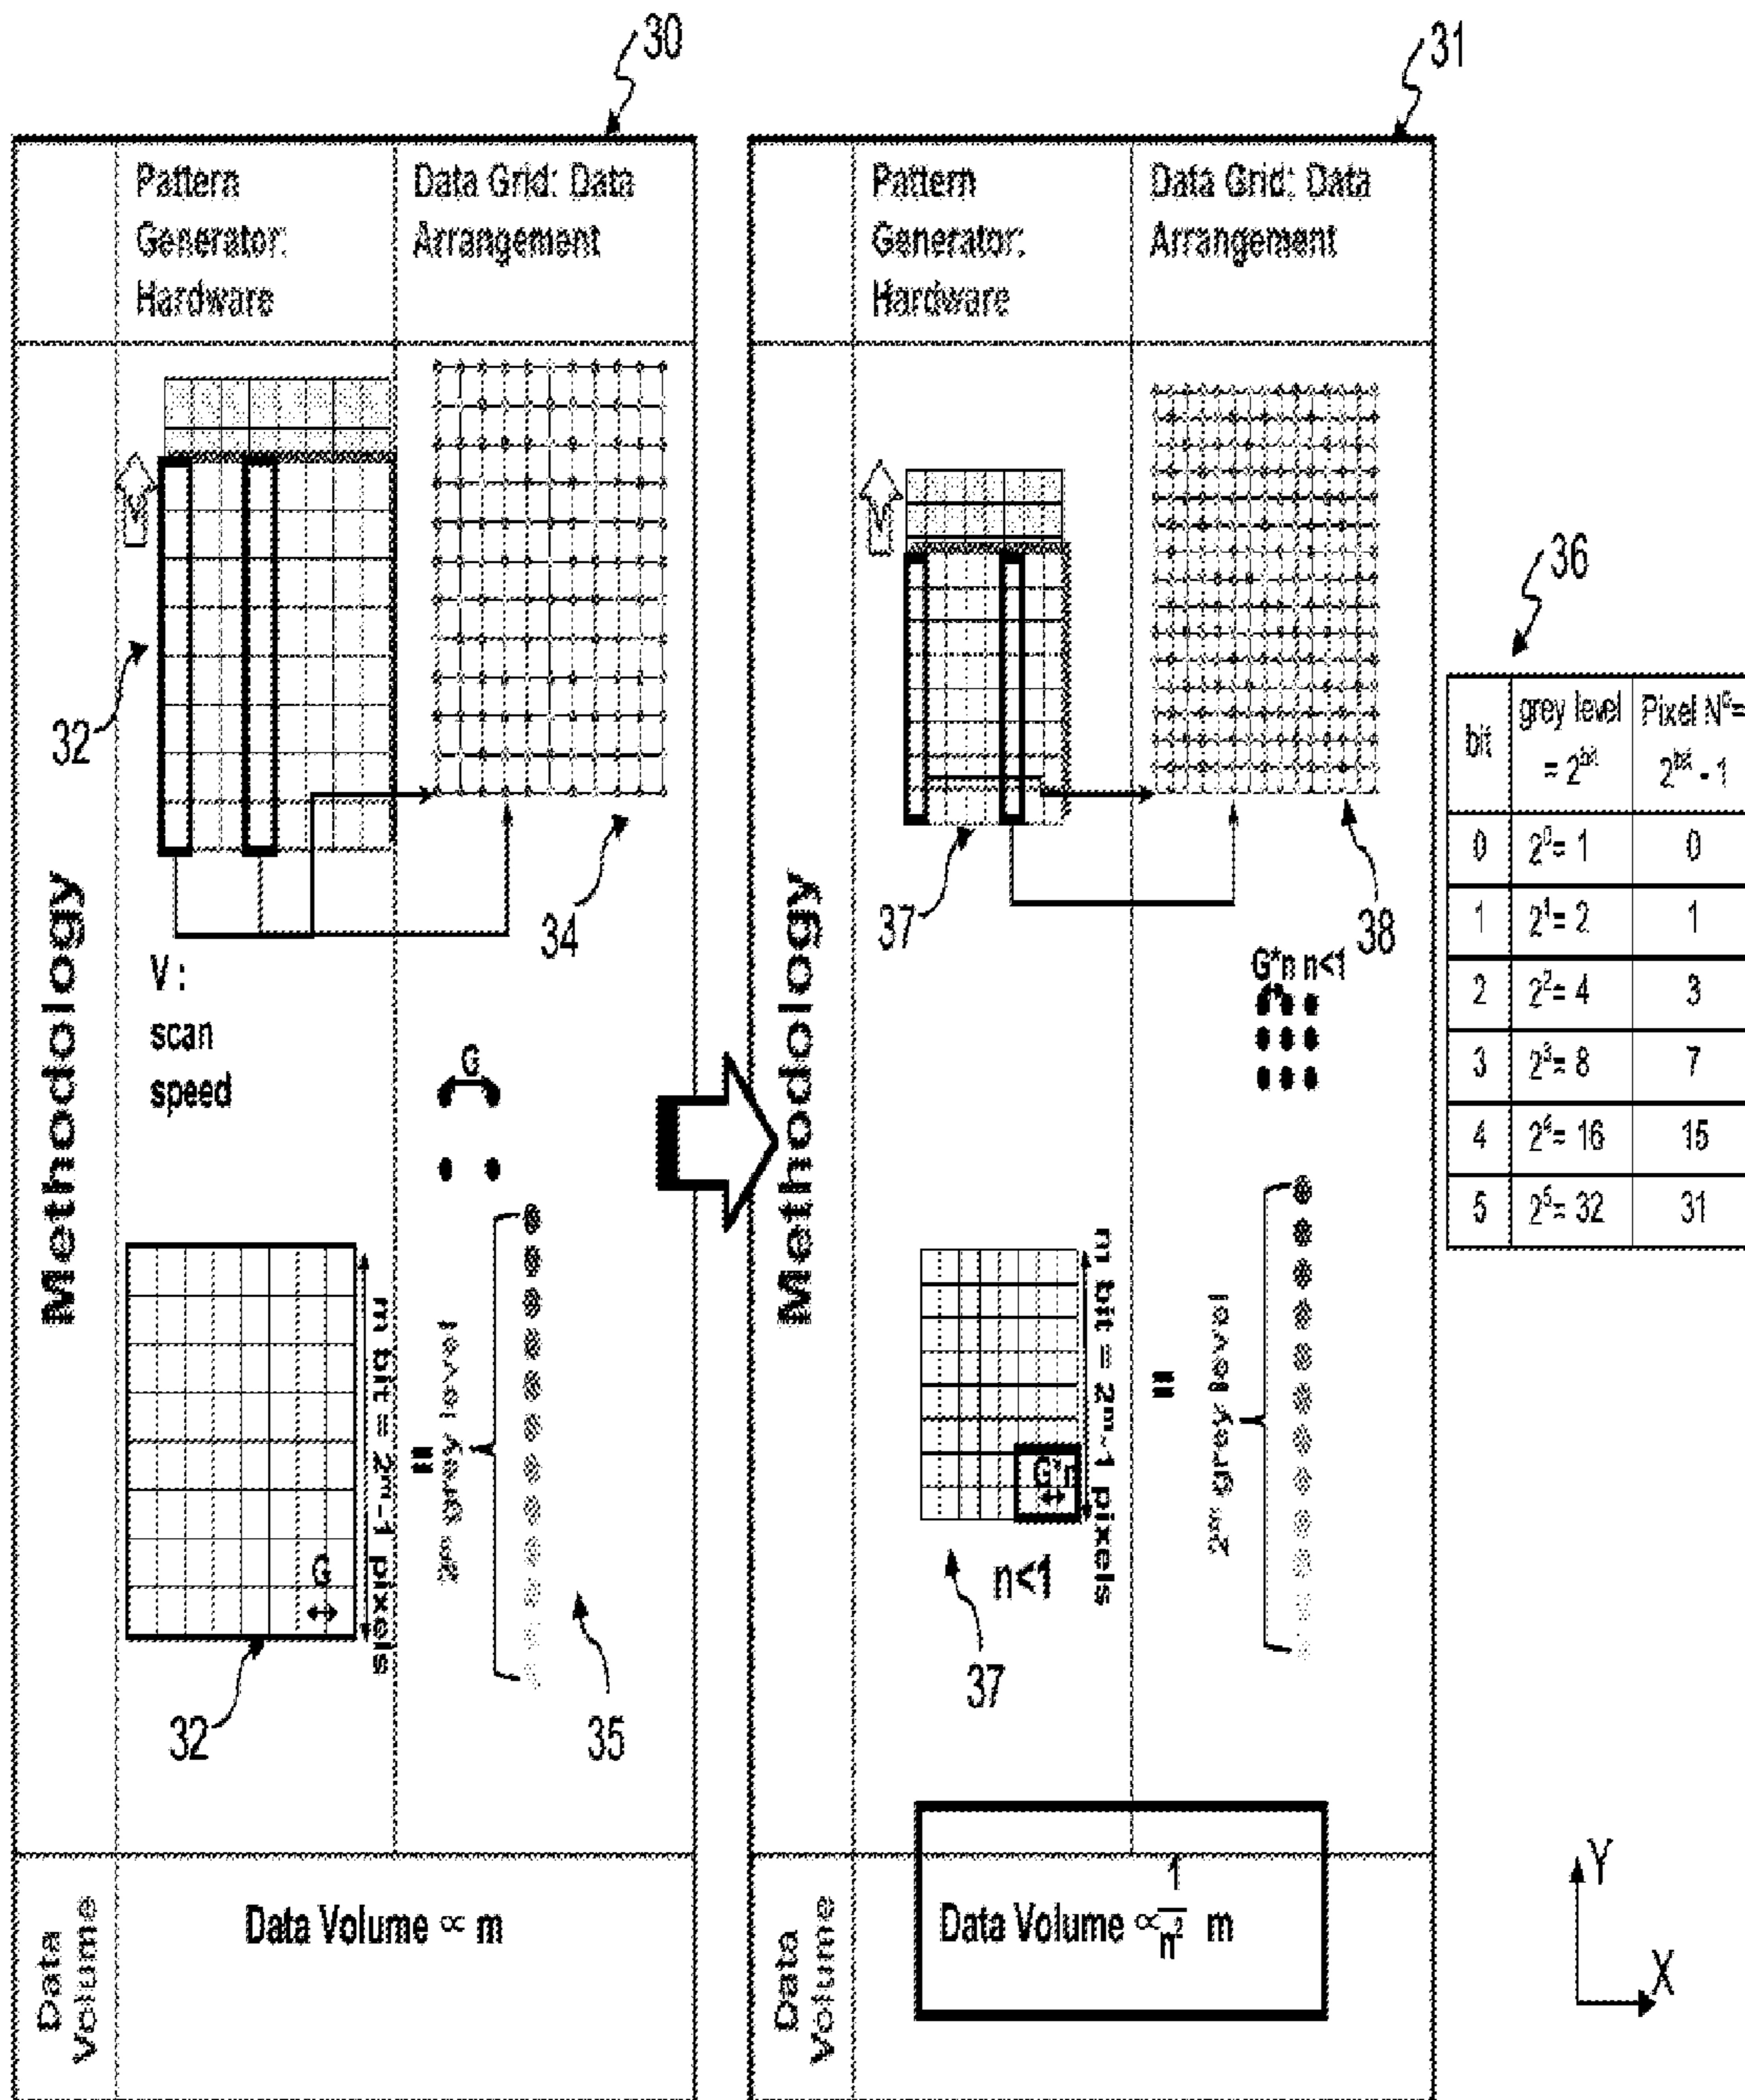 30
Pattern
Generator:
Hardware
Data Grid: Data
Arrangement
Methodology
32
34
V :
scan
speed
G
G
m bit = 2^m-1 pixels
=
2^m grey level
32
35
Data
Volume
Data Volume ∝ m
31
Pattern
Generator:
Hardware
Data Grid: Data
Arrangement
Methodology
V
37
38
G*n n<1
G*n
m bit = 2^m-1 pixels
=
2^m grey level
n<1
37
Data
Volume
Data Volume ∝ 1/n² m
36
bit grey level = 2^bit Pixel Nº= 2^bit - 1
0 2^0= 1 0
1 2^1= 2 1
2 2^2= 4 3
3 2^3= 8 7
4 2^4= 16 15
5 2^5= 32 31
Y
X